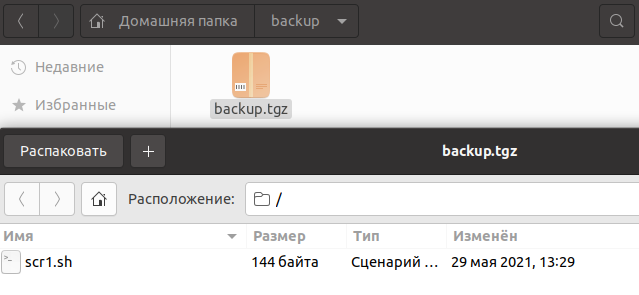 Домашняя папка backup
Недавние
Избранные
backup.tgz
Распаковать + backup.tgz
Расположение: /
Имя Размер Тип Изменён
scr1.sh 144 байта Сценарий … 29 мая 2021, 13:29